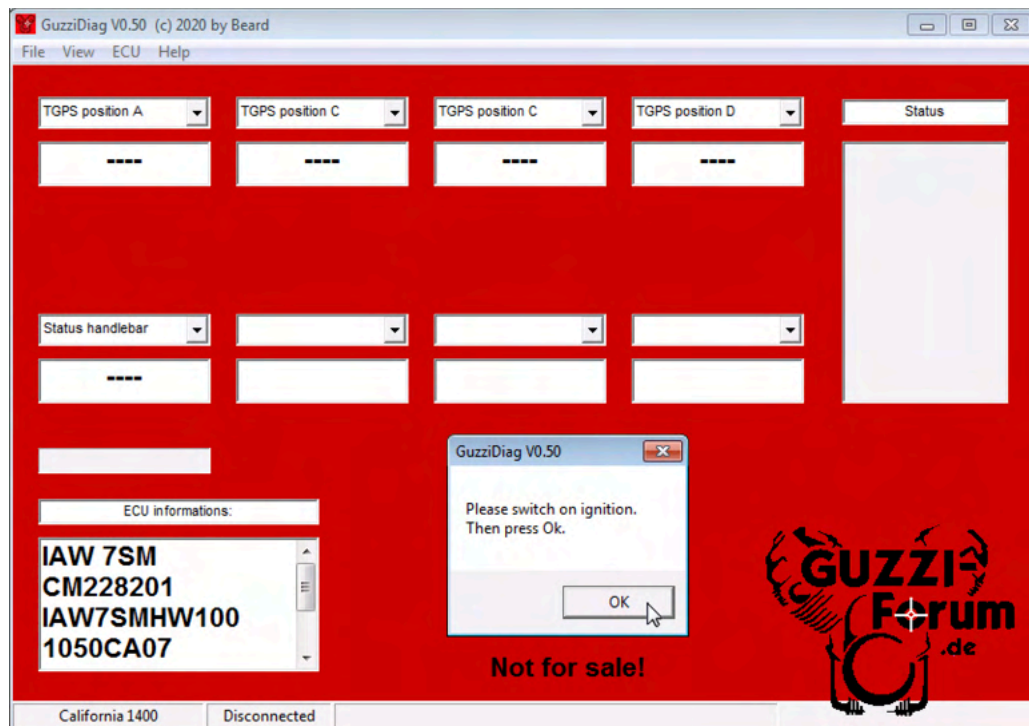 GuzziDiag V0.50 (c) 2020 by Beard
File View ECU Help
TGPS position A
TGPS position C
TGPS position C
TGPS position D
Status
----
----
----
----
Status handlebar
----
GuzziDiag V0.50
Please switch on ignition.
Then press Ok.
OK
ECU informations:
IAW 7SM
CM228201
IAW7SMHW100
1050CA07
Not for sale!
GUZZI-
Forum
.de
California 1400
Disconnected